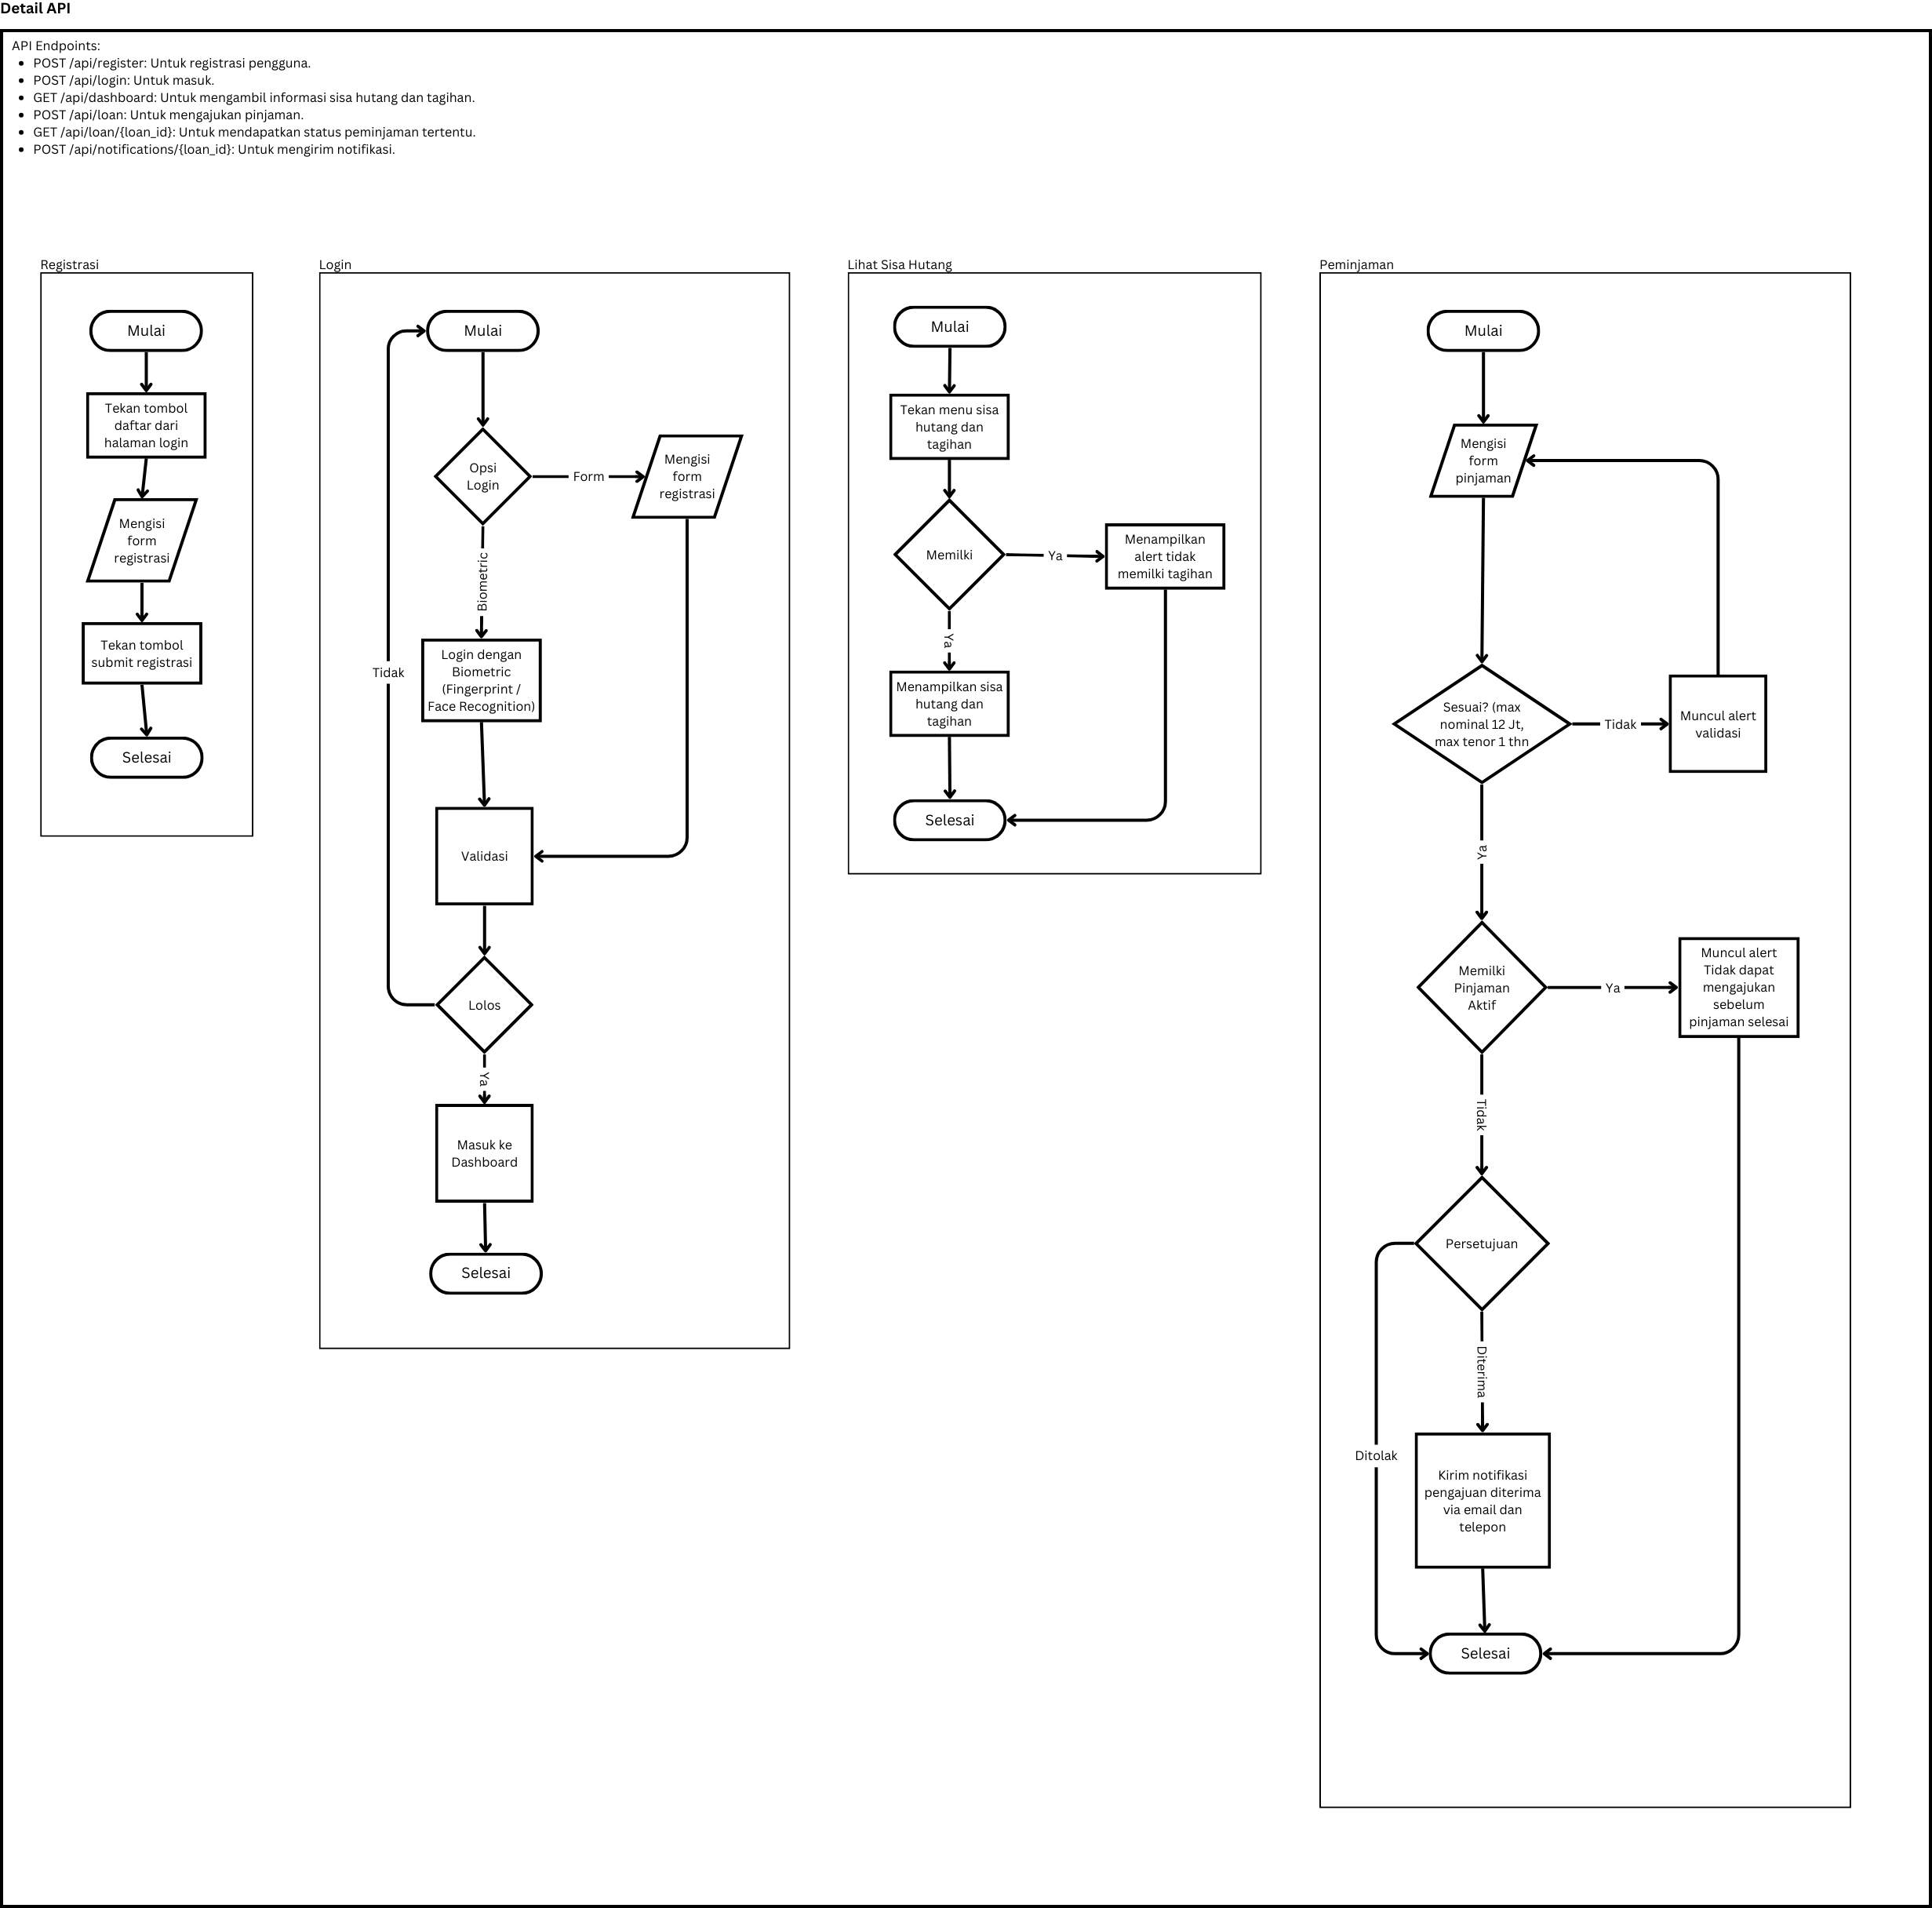 Detail API
API Endpoints:
• POST /api/register: Untuk registrasi pengguna.
• POST /api/login: Untuk masuk.
• GET /api/dashboard: Untuk mengambil informasi sisa hutang dan tagihan.
• POST /api/loan: Untuk mengajukan pinjaman.
• GET /api/loan/{loan_id}: Untuk mendapatkan status peminjaman tertentu.
• POST /api/notifications/{loan_id}: Untuk mengirim notifikasi.
Registrasi
Mulai
Tekan tombol
daftar dari
halaman login
Mengisi
form
registrasi
Tekan tombol
submit registrasi
Selesai
Login
Mulai
Opsi
Login
Form
Mengisi
form
registrasi
Biometric
Login dengan
Biometric
(Fingerprint /
Face Recognition)
Tidak
Validasi
Lolos
Ya
Masuk ke
Dashboard
Selesai
Lihat Sisa Hutang
Mulai
Tekan menu sisa
hutang dan
tagihan
Memilki
Ya
Menampilkan
alert tidak
memilki tagihan
Ya
Menampilkan sisa
hutang dan
tagihan
Selesai
Peminjaman
Mulai
Mengisi
form
pinjaman
Sesuai? (max
nominal 12 Jt,
max tenor 1 thn
Tidak
Muncul alert
validasi
Ya
Memilki
Pinjaman
Aktif
Ya
Muncul alert
Tidak dapat
mengajukan
sebelum
pinjaman selesai
Tidak
Persetujuan
Diterima
Ditolak
Kirim notifikasi
pengajuan diterima
via email dan
telepon
Selesai